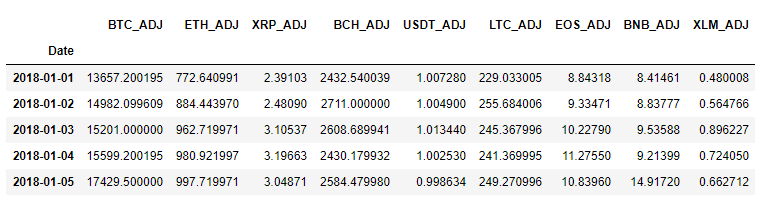 BTC_ADJ ETH_ADJ XRP_ADJ BCH_ADJ USDT_ADJ LTC_ADJ EOS_ADJ BNB_ADJ XLM_ADJ
Date
2018-01-01 13657.200195 772.640991 2.39103 2432.540039 1.007280 229.033005 8.84318 8.41461 0.480008
2018-01-02 14982.099609 884.443970 2.48090 2711.000000 1.004900 255.684006 9.33471 8.83777 0.564766
2018-01-03 15201.000000 962.719971 3.10537 2608.689941 1.013440 245.367996 10.22790 9.53588 0.896227
2018-01-04 15599.200195 980.921997 3.19663 2430.179932 1.002530 241.369995 11.27550 9.21399 0.724050
2018-01-05 17429.500000 997.719971 3.04871 2584.479980 0.998634 249.270996 10.83960 14.91720 0.662712